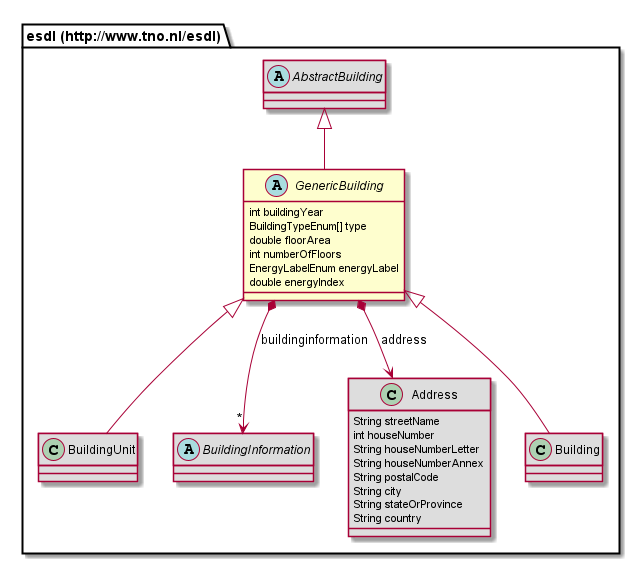 esdl (http://www.tno.nl/esdl)
A AbstractBuilding
A GenericBuilding
int buildingYear
BuildingTypeEnum[] type
double floorArea
int numberOfFloors
EnergyLabelEnum energyLabel
double energyIndex
buildinginformation
address
*
C BuildingUnit
A BuildingInformation
C Address
String streetName
int houseNumber
String houseNumberLetter
String houseNumberAnnex
String postalCode
String city
String stateOrProvince
String country
C Building